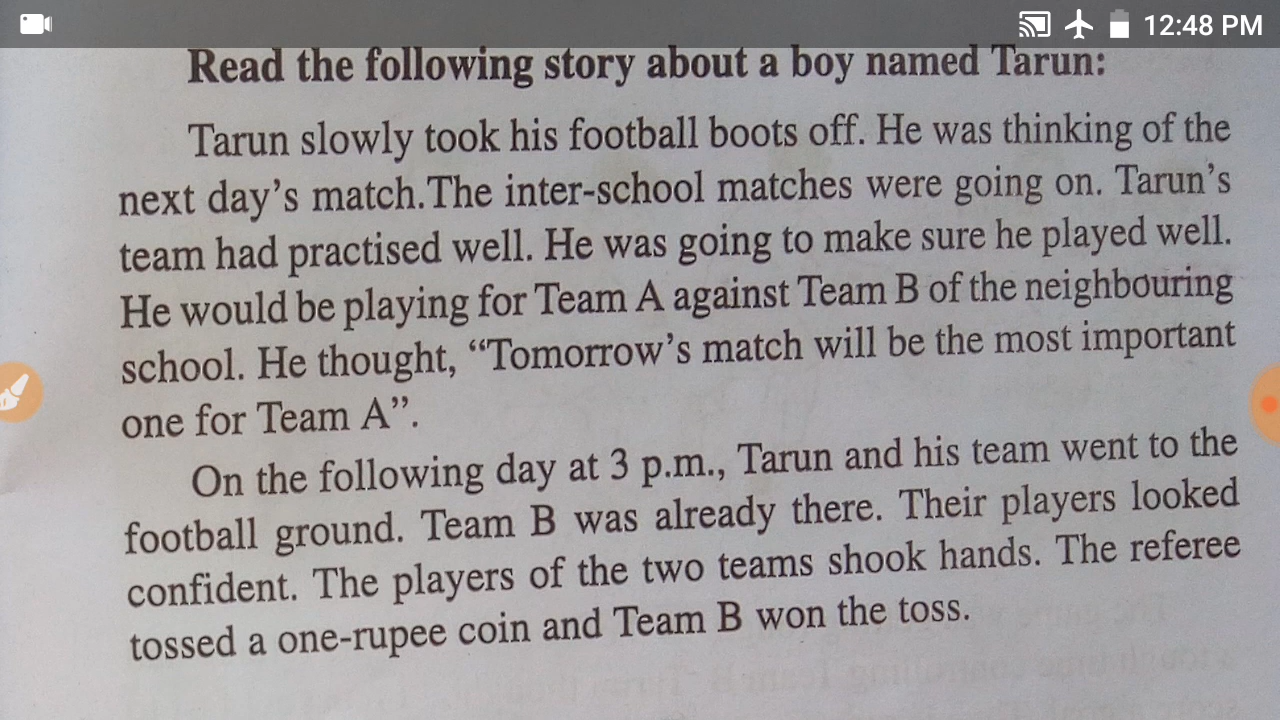 12:48 PM
Read the following story about a boy named Tarun:
Tarun slowly took his football boots off. He was thinking of the
next day's match.The inter-school matches were going on. Tarun's
team had practised well. He was going to make sure he played well.
He would be playing for Team A against Team B of the neighbouring
school. He thought, “Tomorrow's match will be the most important
one for Team A”.
On the following day at 3 p.m., Tarun and his team went to the
football ground. Team B was already there. Their players looked
confident. The players of the two teams shook hands. The referee
tossed a one-rupee coin and Team B won the toss.